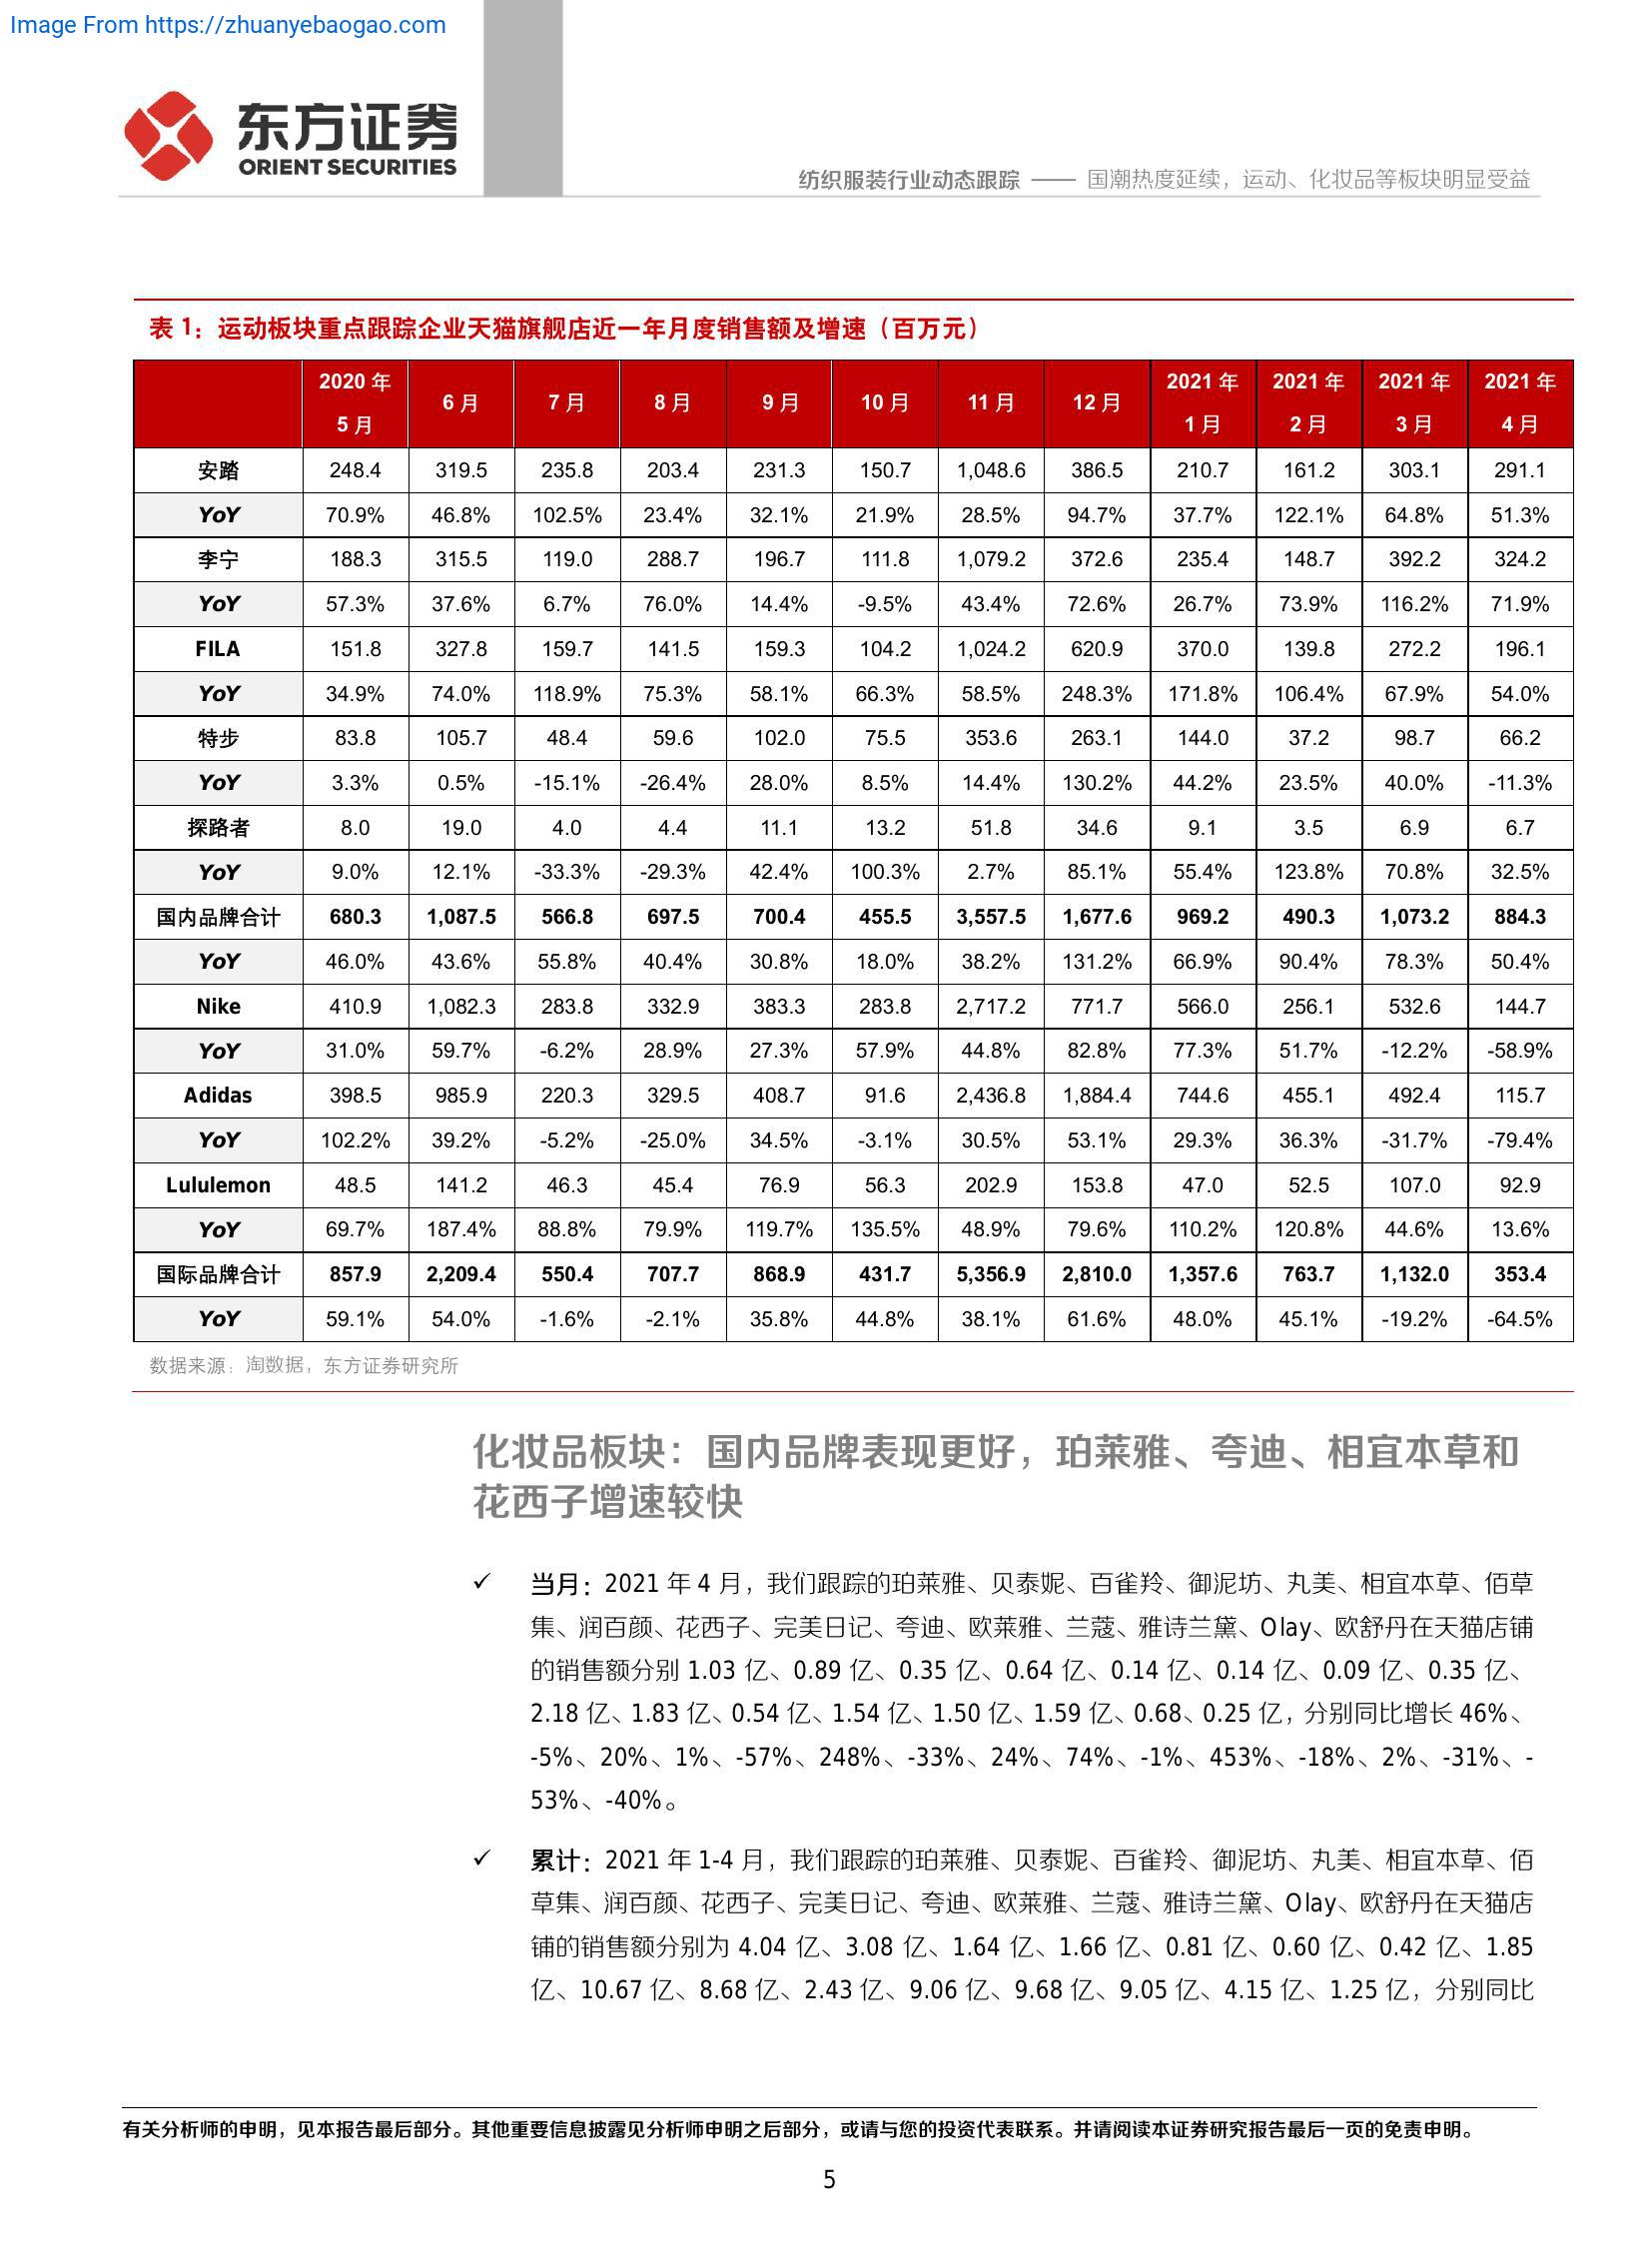 Image From https://zhuanyebaogao.com
东方证券
ORIENT SECURITIES
纺织服装行业动态跟踪 —— 国潮热度延续，运动、化妆品等板块明显受益
表 1：运动板块重点跟踪企业天猫旗舰店近一年月度销售额及增速（百万元）
2020 年 5 月 6 月 7 月 8 月 9 月 10 月 11 月 12 月 2021 年 1 月 2021 年 2 月 2021 年 3 月 2021 年 4 月
安踏 248.4 319.5 235.8 203.4 231.3 150.7 1,048.6 386.5 210.7 161.2 303.1 291.1
YoY 70.9% 46.8% 102.5% 23.4% 32.1% 21.9% 28.5% 94.7% 37.7% 122.1% 64.8% 51.3%
李宁 188.3 315.5 119.0 288.7 196.7 111.8 1,079.2 372.6 235.4 148.7 392.2 324.2
YoY 57.3% 37.6% 6.7% 76.0% 14.4% -9.5% 43.4% 72.6% 26.7% 73.9% 116.2% 71.9%
FILA 151.8 327.8 159.7 141.5 159.3 104.2 1,024.2 620.9 370.0 139.8 272.2 196.1
YoY 34.9% 74.0% 118.9% 75.3% 58.1% 66.3% 58.5% 248.3% 171.8% 106.4% 67.9% 54.0%
特步 83.8 105.7 48.4 59.6 102.0 75.5 353.6 263.1 144.0 37.2 98.7 66.2
YoY 3.3% 0.5% -15.1% -26.4% 28.0% 8.5% 14.4% 130.2% 44.2% 23.5% 40.0% -11.3%
探路者 8.0 19.0 4.0 4.4 11.1 13.2 51.8 34.6 9.1 3.5 6.9 6.7
YoY 9.0% 12.1% -33.3% -29.3% 42.4% 100.3% 2.7% 85.1% 55.4% 123.8% 70.8% 32.5%
国内品牌合计 680.3 1,087.5 566.8 697.5 700.4 455.5 3,557.5 1,677.6 969.2 490.3 1,073.2 884.3
YoY 46.0% 43.6% 55.8% 40.4% 30.8% 18.0% 38.2% 131.2% 66.9% 90.4% 78.3% 50.4%
Nike 410.9 1,082.3 283.8 332.9 383.3 283.8 2,717.2 771.7 566.0 256.1 532.6 144.7
YoY 31.0% 59.7% -6.2% 28.9% 27.3% 57.9% 44.8% 82.8% 77.3% 51.7% -12.2% -58.9%
Adidas 398.5 985.9 220.3 329.5 408.7 91.6 2,436.8 1,884.4 744.6 455.1 492.4 115.7
YoY 102.2% 39.2% -5.2% -25.0% 34.5% -3.1% 30.5% 53.1% 29.3% 36.3% -31.7% -79.4%
Lululemon 48.5 141.2 46.3 45.4 76.9 56.3 202.9 153.8 47.0 52.5 107.0 92.9
YoY 69.7% 187.4% 88.8% 79.9% 119.7% 135.5% 48.9% 79.6% 110.2% 120.8% 44.6% 13.6%
国际品牌合计 857.9 2,209.4 550.4 707.7 868.9 431.7 5,356.9 2,810.0 1,357.6 763.7 1,132.0 353.4
YoY 59.1% 54.0% -1.6% -2.1% 35.8% 44.8% 38.1% 61.6% 48.0% 45.1% -19.2% -64.5%
数据来源：淘数据，东方证券研究所
化妆品板块：国内品牌表现更好，珀莱雅、夸迪、相宜本草和
花西子增速较快
✓ 当月：2021 年 4 月，我们跟踪的珀莱雅、贝泰妮、百雀羚、御泥坊、丸美、相宜本草、佰草
集、润百颜、花西子、完美日记、夸迪、欧莱雅、兰蔻、雅诗兰黛、Olay、欧舒丹在天猫店铺
的销售额分别 1.03 亿、0.89 亿、0.35 亿、0.64 亿、0.14 亿、0.14 亿、0.09 亿、0.35 亿、
2.18 亿、1.83 亿、0.54 亿、1.54 亿、1.50 亿、1.59 亿、0.68、0.25 亿，分别同比增长 46%、
-5%、20%、1%、-57%、248%、-33%、24%、74%、-1%、453%、-18%、2%、-31%、-
53%、-40%。
✓ 累计：2021 年 1-4 月，我们跟踪的珀莱雅、贝泰妮、百雀羚、御泥坊、丸美、相宜本草、佰
草集、润百颜、花西子、完美日记、夸迪、欧莱雅、兰蔻、雅诗兰黛、Olay、欧舒丹在天猫店
铺的销售额分别为 4.04 亿、3.08 亿、1.64 亿、1.66 亿、0.81 亿、0.60 亿、0.42 亿、1.85
亿、10.67 亿、8.68 亿、2.43 亿、9.06 亿、9.68 亿、9.05 亿、4.15 亿、1.25 亿，分别同比
有关分析师的申明，见本报告最后部分。其他重要信息披露见分析师申明之后部分，或请与您的投资代表联系。并请阅读本证券研究报告最后一页的免责申明。
5